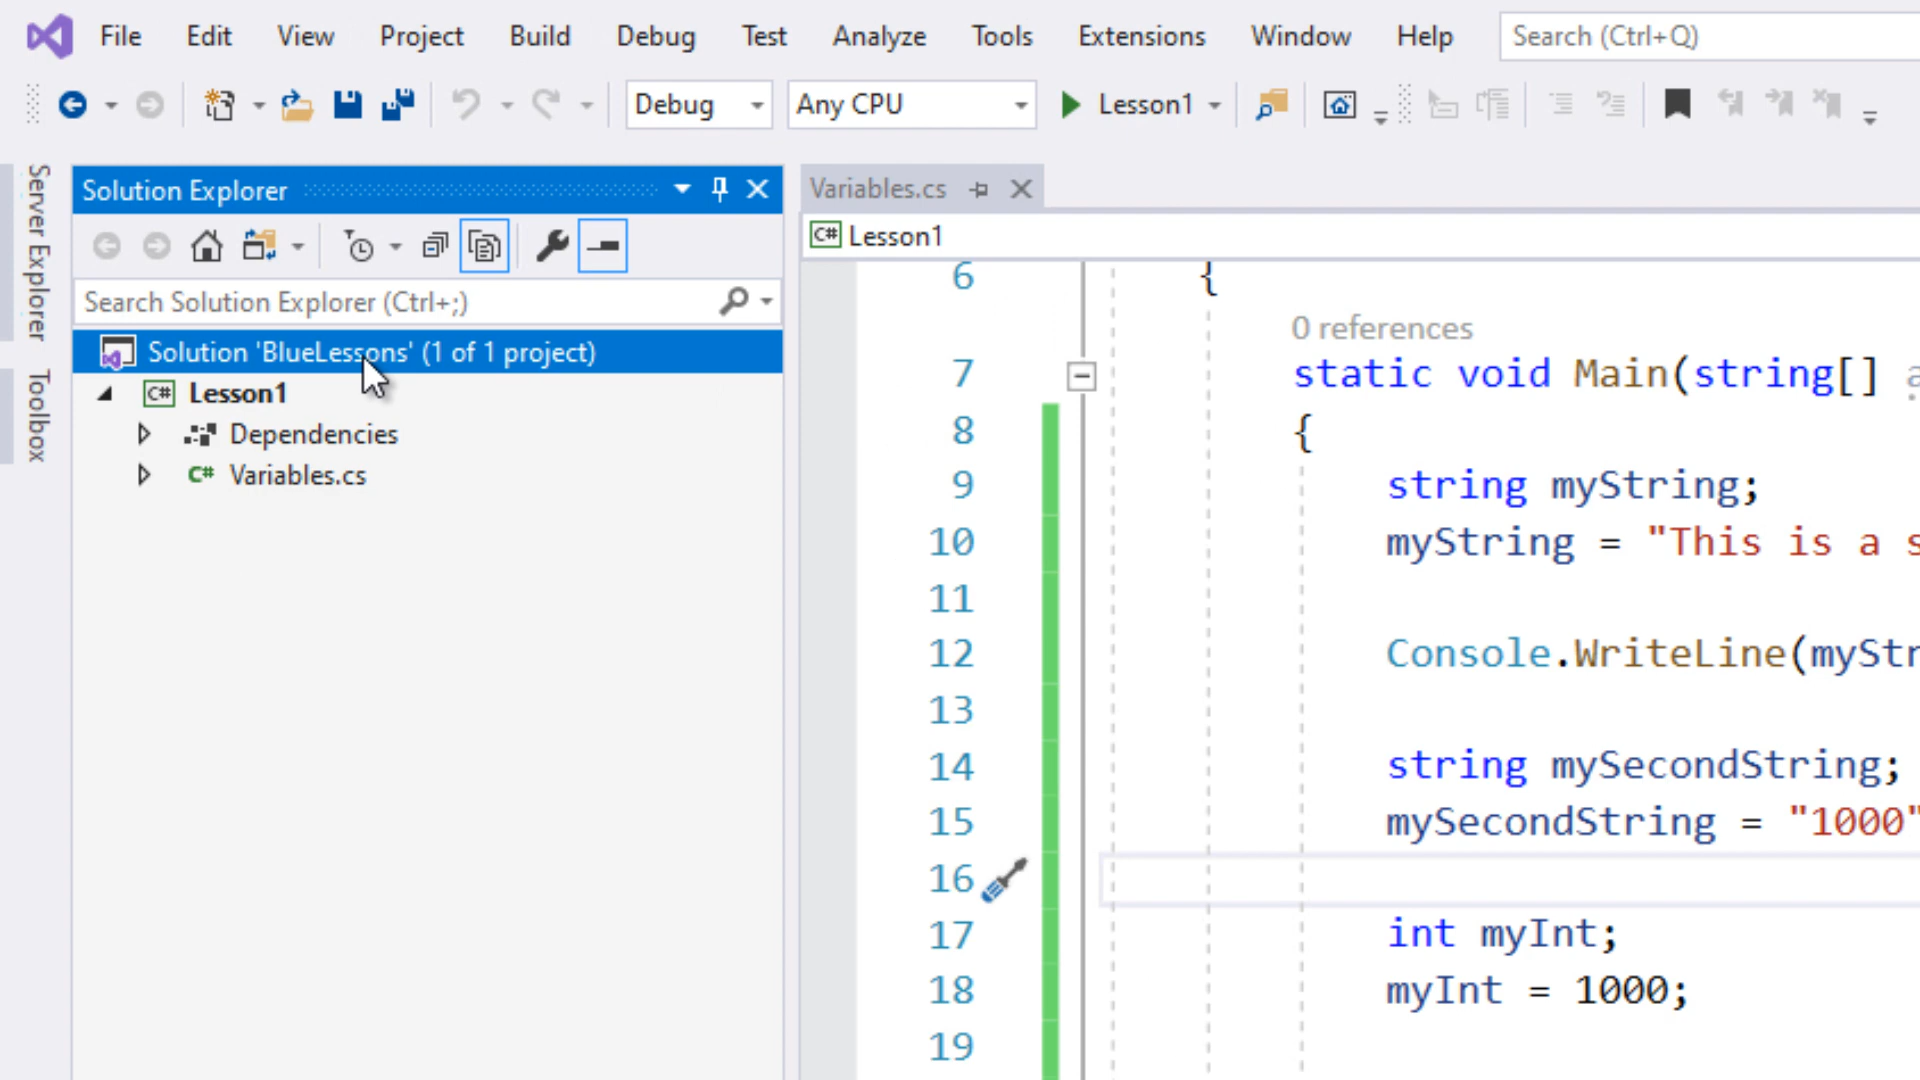 File Edit View Project Build Debug Test Analyze Tools Extensions Window Help Search (Ctrl+Q)
Debug Any CPU Lesson1
Server Explorer
Toolbox
Solution Explorer
Search Solution Explorer (Ctrl+;)
Solution 'BlueLessons' (1 of 1 project)
C# Lesson1
Dependencies
C# Variables.cs
Variables.cs
C# Lesson1
6 {
0 references
7 static void Main(string[] a
8 {
9 string myString;
10 myString = "This is a s
11
12 Console.WriteLine(myStr
13
14 string mySecondString;
15 mySecondString = "1000"
16
17 int myInt;
18 myInt = 1000;
19